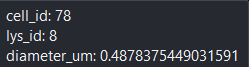 cell_id: 78
lys_id: 8
diameter_um: 0.4878375449031591